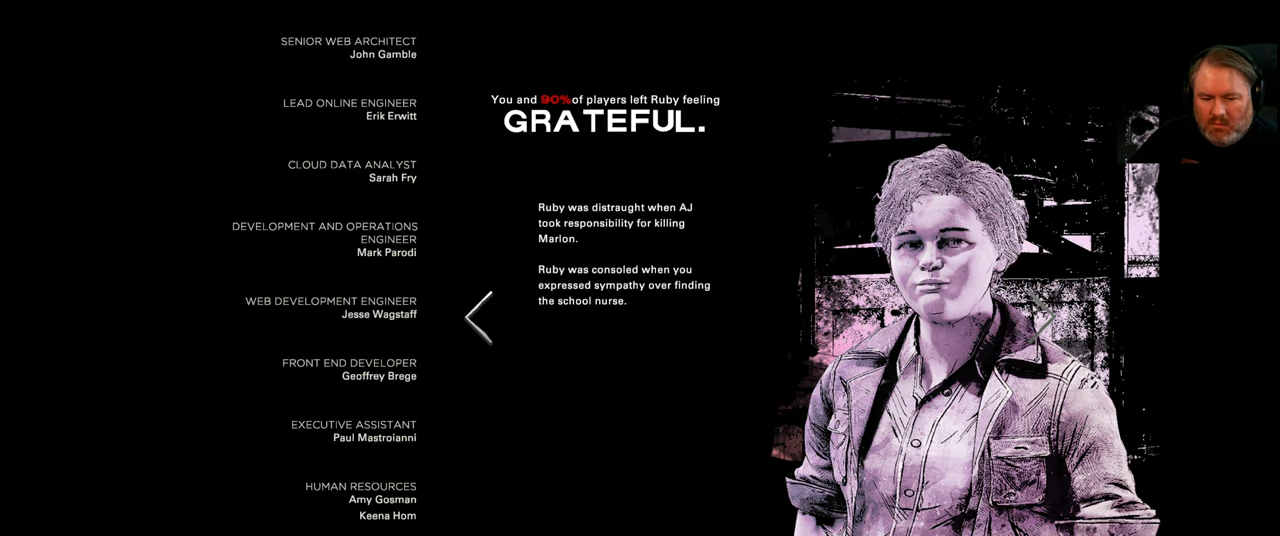 SENIOR WEB ARCHITECT
John Gamble
LEAD ONLINE ENGINEER
Erik Erwitt
CLOUD DATA ANALYST
Sarah Fry
DEVELOPMENT AND OPERATIONS
ENGINEER
Mark Parodi
WEB DEVELOPMENT ENGINEER
Jesse Wagstaff
FRONT END DEVELOPER
Geoffrey Brege
EXECUTIVE ASSISTANT
Paul Mastroianni
HUMAN RESOURCES
Amy Gosman
Keena Hom
You and 90% of players left Ruby feeling
GRATEFUL.
Ruby was distraught when AJ
took responsibility for killing
Marlon.
Ruby was consoled when you
expressed sympathy over finding
the school nurse.